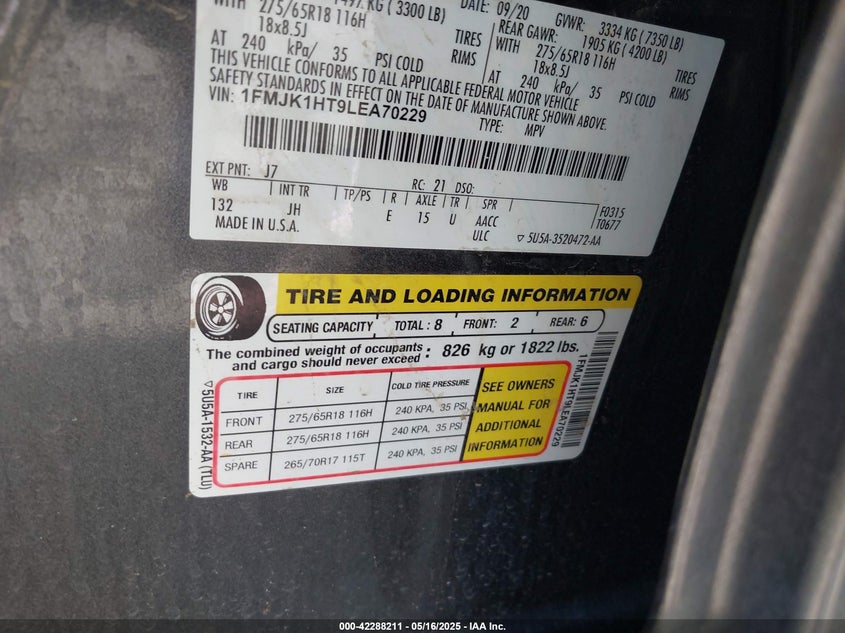 DATE: 09/20 GVWR: 3334 KG (7350 LB)
KG (3300 LB) REAR GAWR: 1905 KG (4200 LB)
WITH 275/65R18 116H TIRES WITH 275/65R18 116H TIRES
18x8.5J RIMS 18x8.5J RIMS
AT 240 kPa/ 35 PSI COLD AT 240 kPa/ 35 PSI COLD
THIS VEHICLE CONFORMS TO ALL APPLICABLE FEDERAL MOTOR VEHICLE
SAFETY STANDARDS IN EFFECT ON THE DATE OF MANUFACTURE SHOWN ABOVE.
VIN: 1FMJK1HT9LEA70229
TYPE: MPV
EXT PNT: J7 RC: 21 DSO:
WB INT TR TP/PS R AXLE TR SPR
132 JH E 15 U AACC
F0315
T0677
MADE IN U.S.A. ULC ▽ 5U5A-3520472-AA
TIRE AND LOADING INFORMATION
SEATING CAPACITY TOTAL : 8 FRONT: 2 REAR: 6
The combined weight of occupants
and cargo should never exceed : 826 kg or 1822 lbs.
TIRE SIZE COLD TIRE PRESSURE
FRONT 275/65R18 116H 240 KPA, 35 PSI
REAR 275/65R18 116H 240 KPA, 35 PSI
SPARE 265/70R17 115T 240 KPA, 35 PSI
SEE OWNERS
MANUAL FOR
ADDITIONAL
INFORMATION
▽5U5A-1532-AA (TLU)
1FMJK1HT9LEA70229
000-42288211 - 05/16/2025 - IAA Inc.